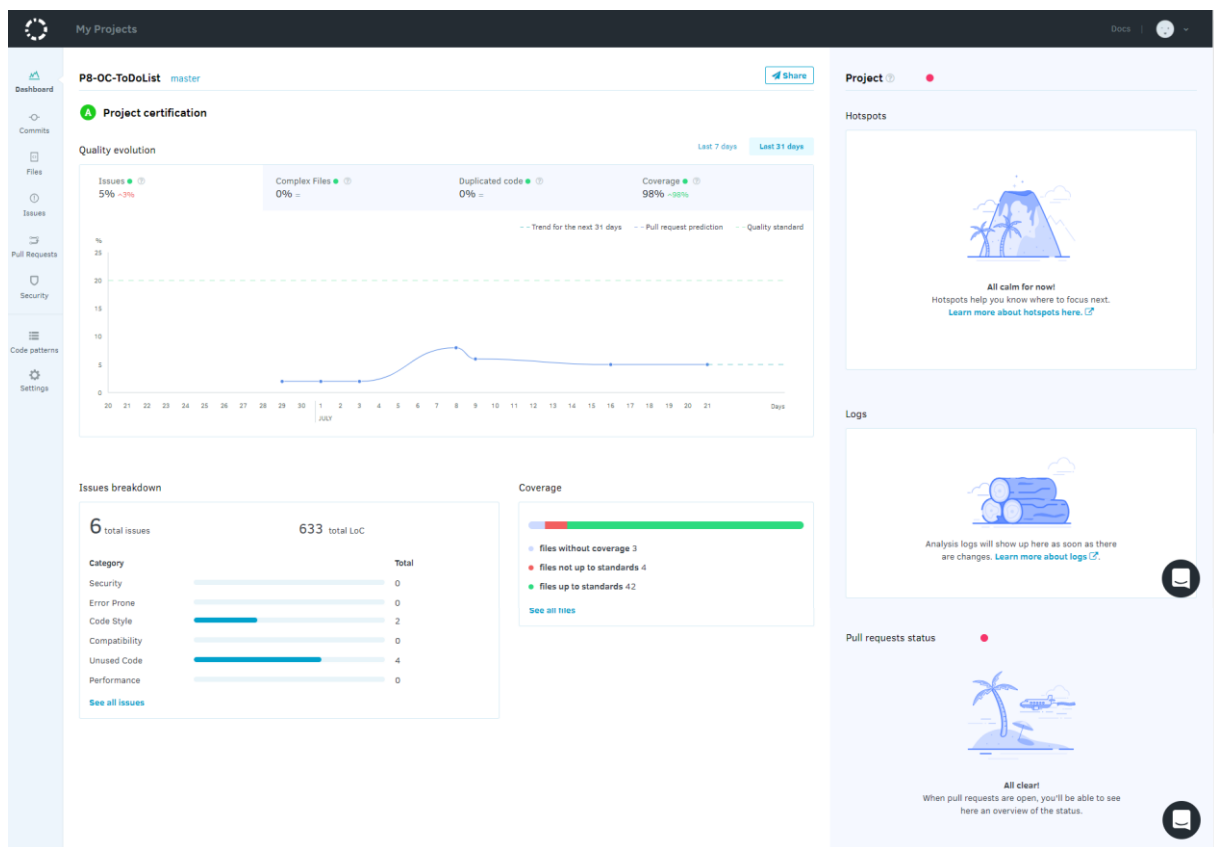 My Projects
Docs
Dashboard
Commits
Files
Issues
Pull Requests
Security
Code patterns
Settings
P8-OC-ToDoList master
Share
A Project certification
Quality evolution
Last 7 days Last 31 days
Issues Complex Files Duplicated code Coverage
5% -3% 0% = 0% = 98% -98%
Trend for the next 31 days Pull request prediction Quality standard
%
25
20
15
10
5
0
20 21 22 23 24 25 26 27 28 29 30 1 2 3 4 5 6 7 8 9 10 11 12 13 14 15 16 17 18 19 20 21 Days
JULY
Issues breakdown
6 total issues 633 total LoC
Category Total
Security 0
Error Prone 0
Code Style 2
Compatibility 0
Unused Code 4
Performance 0
See all issues
Coverage
files without coverage 3
files not up to standards 4
files up to standards 42
See all files
Project
Hotspots
All calm for now!
Hotspots help you know where to focus next.
Learn more about hotspots here.
Logs
Analysis logs will show up here as soon as there
are changes. Learn more about logs.
Pull requests status
All clear!
When pull requests are open, you'll be able to see
here an overview of the status.